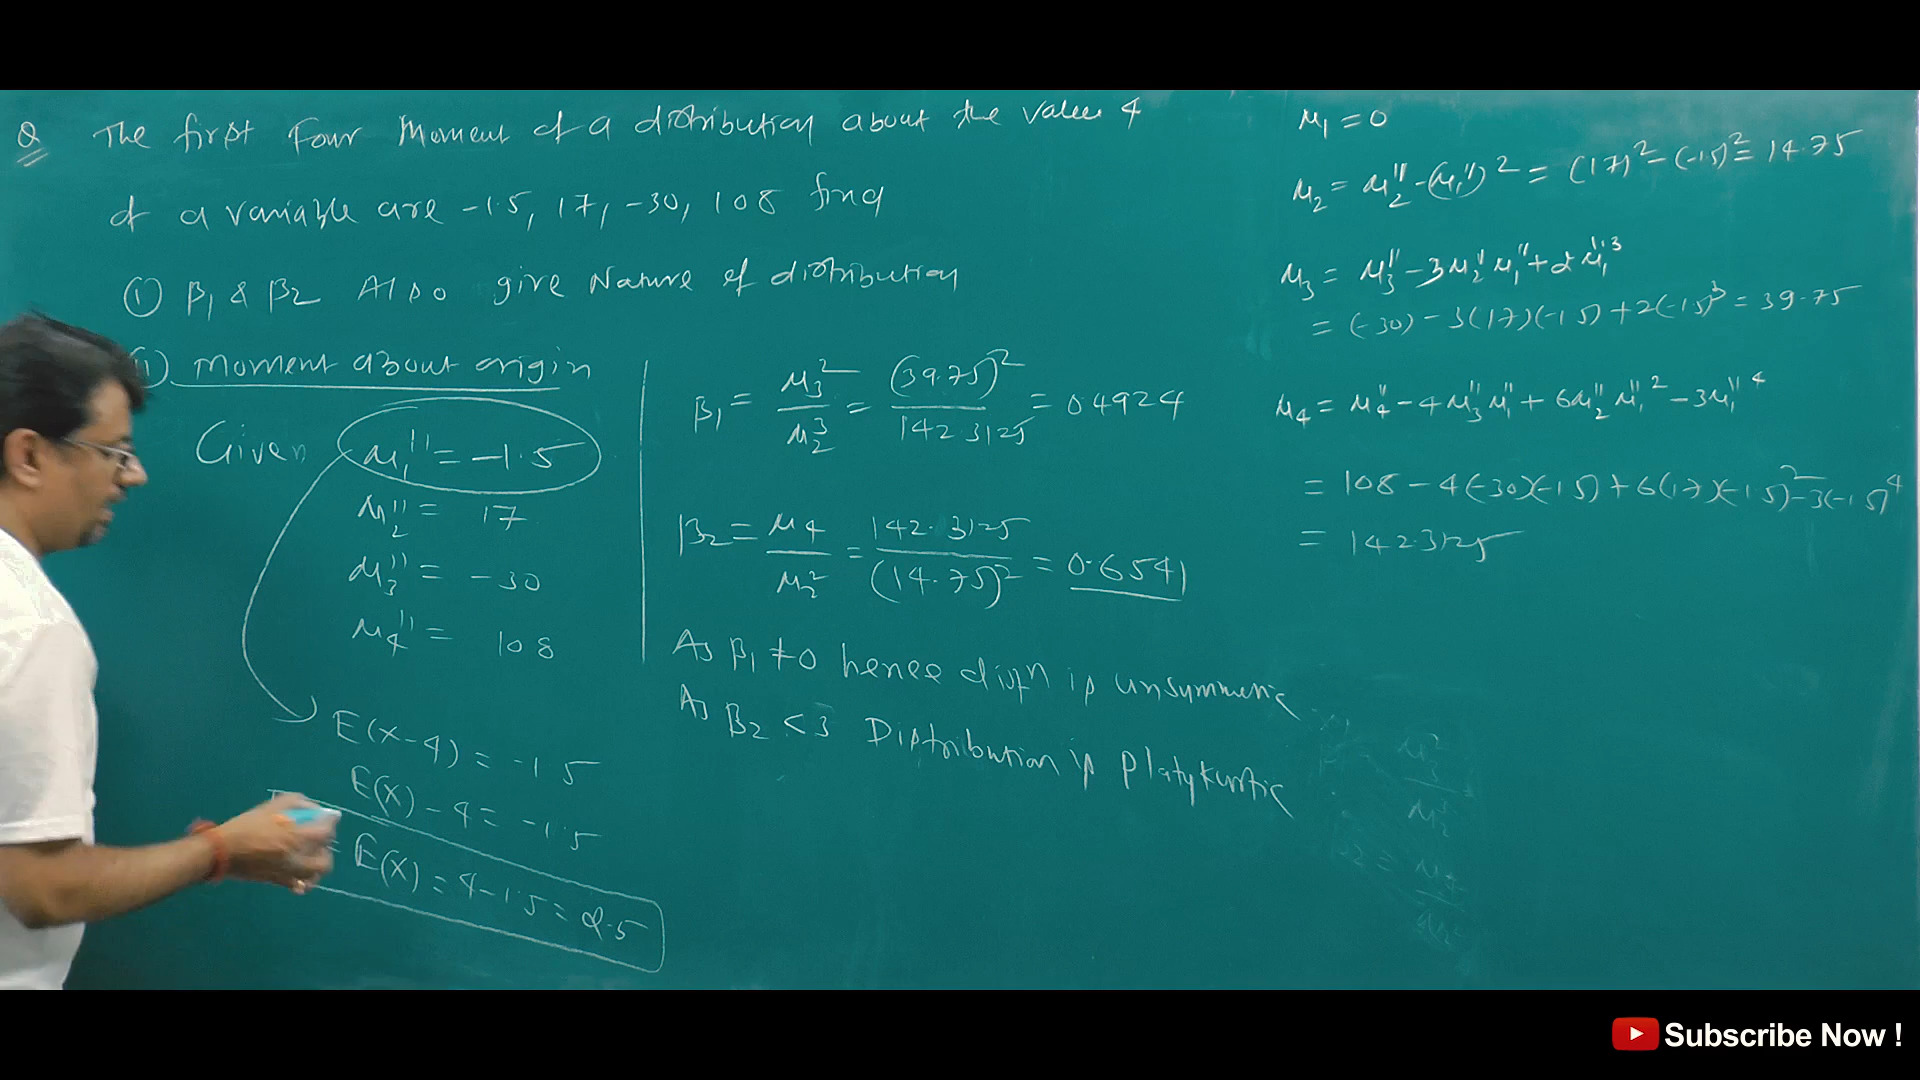 Q The first Four Moment of a distribution about the value 4
of a variable are -1.5, 17, -30, 108 find
(i) β₁ & β₂ Also give Nature of distribution
(ii) moment about origin
Given μ₁'' = -1.5
μ₂'' = 17
μ₃'' = -30
μ₄'' = 108
E(x-4) = -1.5
E(x) - 4 = -1.5
= E(x) = 4 - 1.5 = 2.5
β₁ = μ₃²/μ₂³ = (39.75)²/142.3125 = 0.4924
β₂ = μ₄/μ₂² = 142.3125/(14.75)² = 0.6541
As β₁ ≠ 0 hence distn is unsymmetric
As β₂ < 3 Distribution is Platykurtic
μ₁ = 0
μ₂ = μ₂'' - (μ₁'')² = (17)² - (-1.5)² = 14.75
μ₃ = μ₃'' - 3μ₂''μ₁'' + 2μ₁''³
= (-30) - 3(17)(-1.5) + 2(-1.5)³ = 39.75
μ₄ = μ₄'' - 4μ₃''μ₁'' + 6μ₂''μ₁''² - 3μ₁''⁴
= 108 - 4(-30)(-1.5) + 6(17)(-1.5)² - 3(-1.5)⁴
= 142.3125
Subscribe Now !